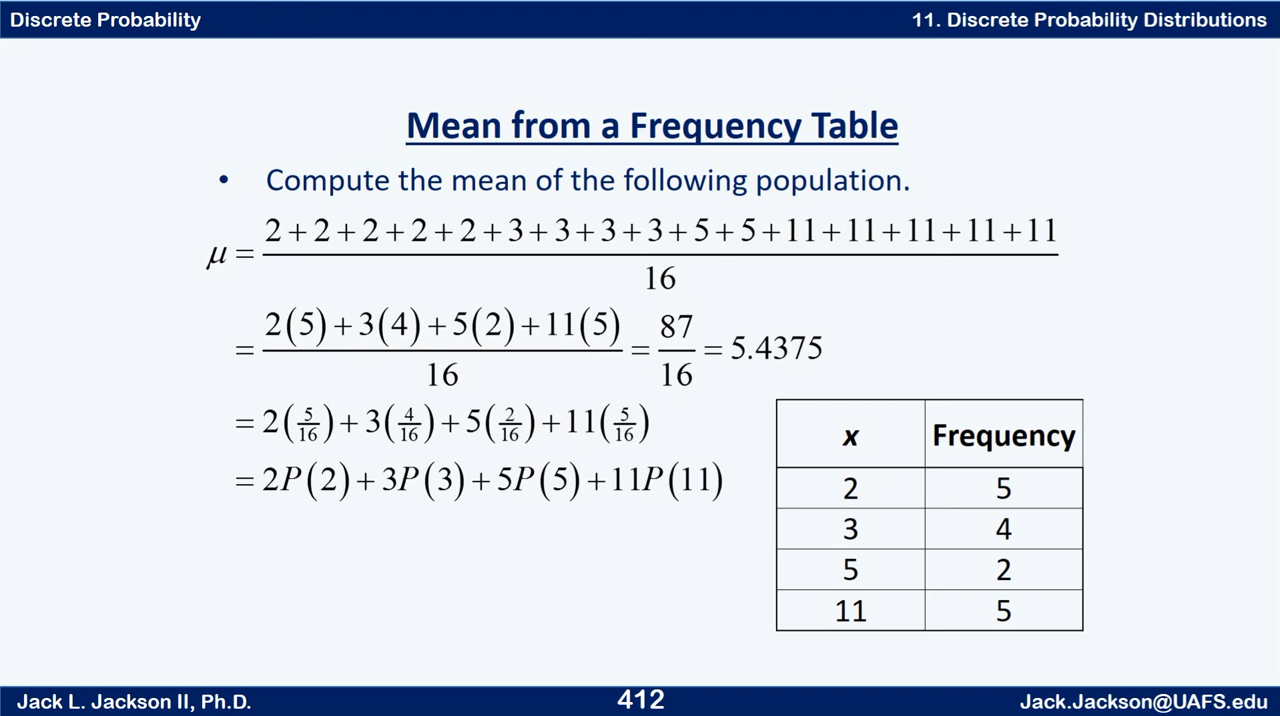 Discrete Probability
11. Discrete Probability Distributions
Mean from a Frequency Table
• Compute the mean of the following population.
μ = (2 + 2 + 2 + 2 + 2 + 3 + 3 + 3 + 3 + 5 + 5 + 11 + 11 + 11 + 11 + 11) / 16
= (2(5) + 3(4) + 5(2) + 11(5)) / 16 = 87/16 = 5.4375
= 2(5/16) + 3(4/16) + 5(2/16) + 11(5/16)
= 2P(2) + 3P(3) + 5P(5) + 11P(11)
x Frequency
2 5
3 4
5 2
11 5
Jack L. Jackson II, Ph.D.
412
Jack.Jackson@UAFS.edu